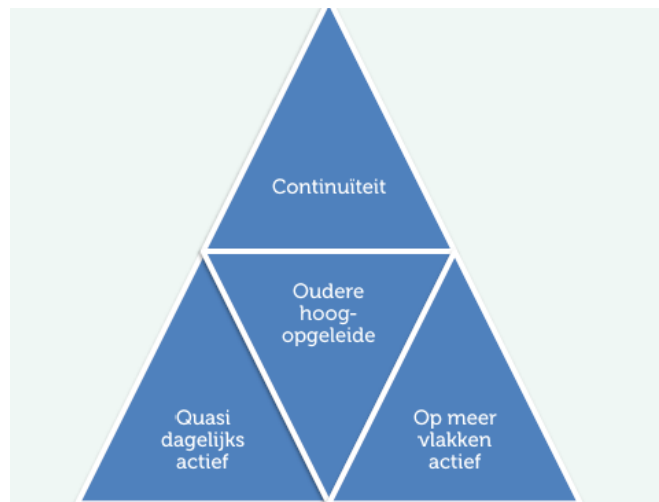 Continuïteit
Oudere
hoog-
opgeleide
Quasi
dagelijks
actief
Op meer
vlakken
actief